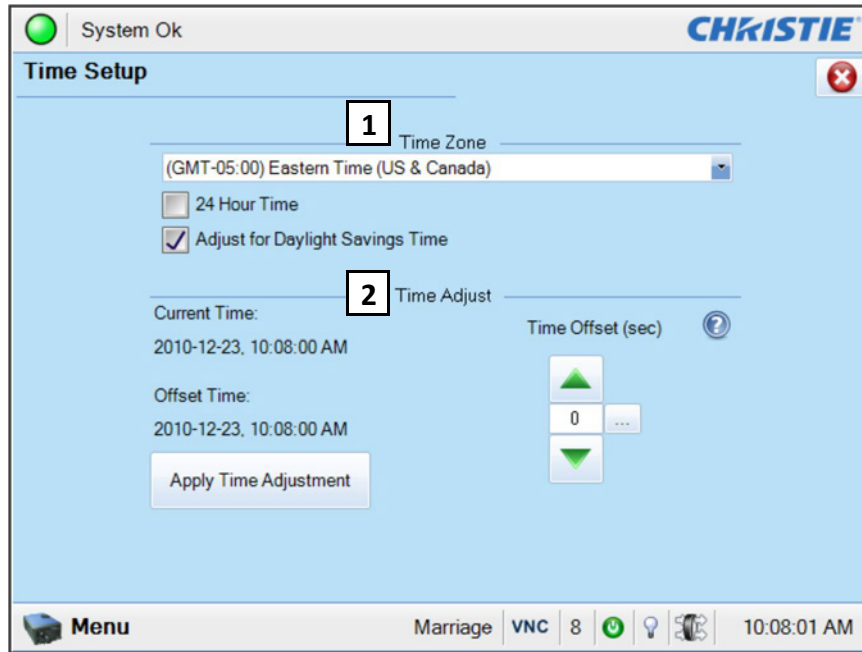 System Ok
CHRISTIE
Time Setup
1
Time Zone
(GMT-05:00) Eastern Time (US & Canada)
24 Hour Time
Adjust for Daylight Savings Time
2
Time Adjust
Current Time:
2010-12-23, 10:08:00 AM
Offset Time:
2010-12-23, 10:08:00 AM
Apply Time Adjustment
Time Offset (sec)
?
0
...
Menu
Marriage
VNC
8
10:08:01 AM